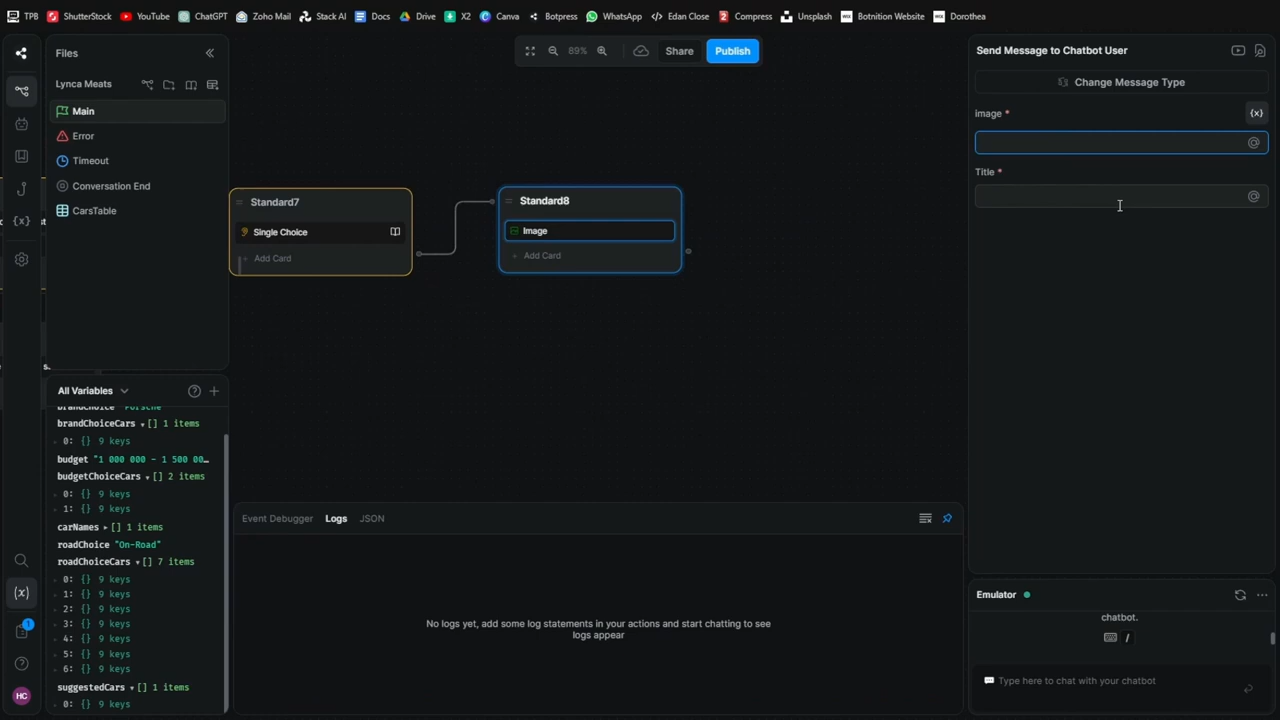 TPB ShutterStock YouTube ChatGPT Zoho Mail Stack AI Docs Drive X2 Canva Botpress WhatsApp Edan Close Compress Unsplash Botnition Website Dorothea
Files
Lynca Meats
Main
Error
Timeout
Conversation End
CarsTable
89% Share Publish
Standard7
Single Choice
Add Card
Standard8
Image
Add Card
Send Message to Chatbot User
Change Message Type
image *
{x}
@
Title *
@
All Variables
brandChoice "Porsche"
brandChoiceCars [] 1 items
0: {} 9 keys
budget "1 000 000 - 1 500 00…
budgetChoiceCars [] 2 items
0: {} 9 keys
1: {} 9 keys
carNames [] 1 items
roadChoice "On-Road"
roadChoiceCars [] 7 items
0: {} 9 keys
1: {} 9 keys
2: {} 9 keys
3: {} 9 keys
4: {} 9 keys
5: {} 9 keys
6: {} 9 keys
suggestedCars [] 1 items
0: {} 9 keys
{x}
(x)
1
HC
Event Debugger Logs JSON
No logs yet, add some log statements in your actions and start chatting to see
logs appear
Emulator
chatbot.
/
Type here to chat with your chatbot